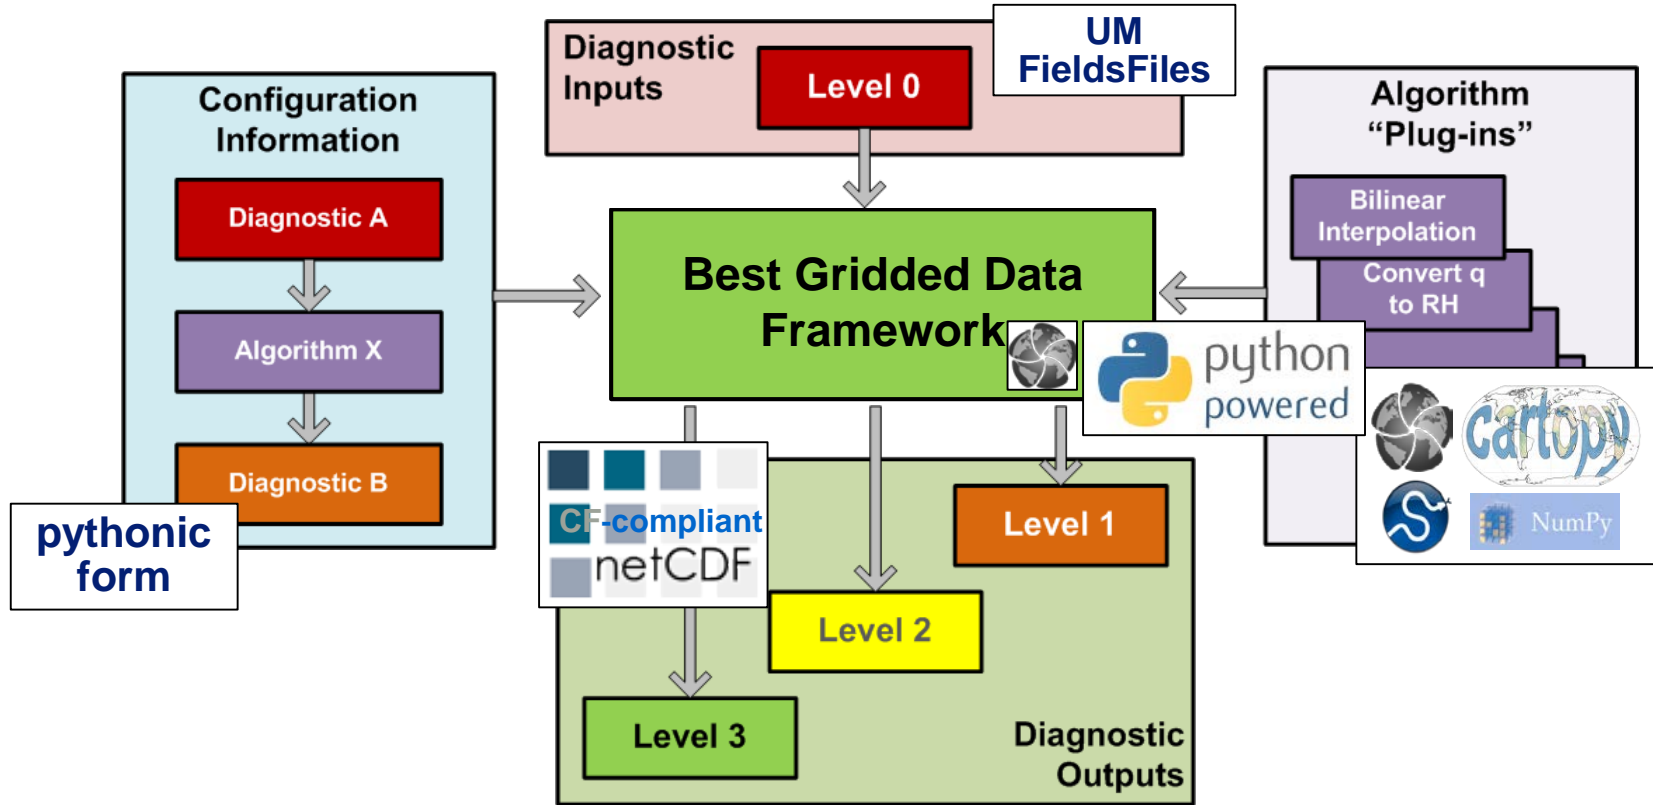 Configuration
Information
Diagnostic A
Algorithm X
Diagnostic B
pythonic
form
Diagnostic
Inputs
Level 0
UM
FieldsFiles
Best Gridded Data
Framework
python
powered
Algorithm
“Plug-ins”
Bilinear
Interpolation
Convert q
to RH
cartopy
NumPy
CF-compliant
netCDF
Level 1
Level 2
Level 3
Diagnostic
Outputs